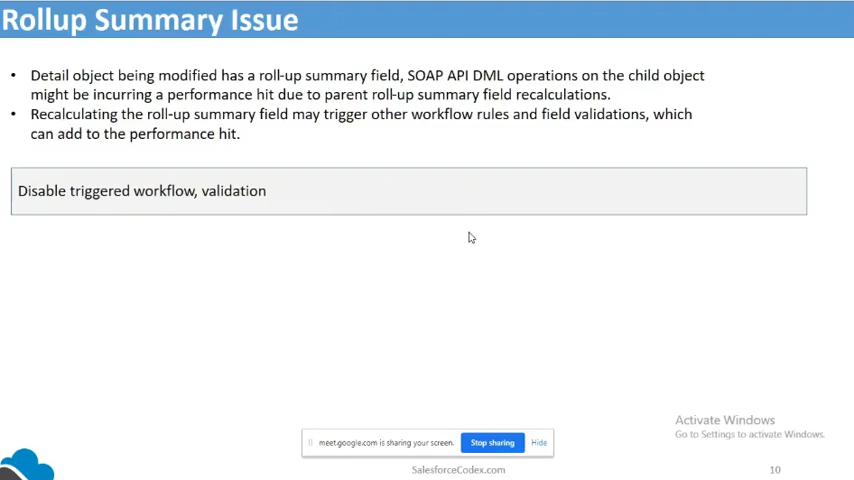 Rollup Summary Issue
• Detail object being modified has a roll-up summary field, SOAP API DML operations on the child object
might be incurring a performance hit due to parent roll-up summary field recalculations.
• Recalculating the roll-up summary field may trigger other workflow rules and field validations, which
can add to the performance hit.
Disable triggered workflow, validation
Activate Windows
Go to Settings to activate Windows.
meet.google.com is sharing your screen. Stop sharing Hide
SalesforceCodex.com 10